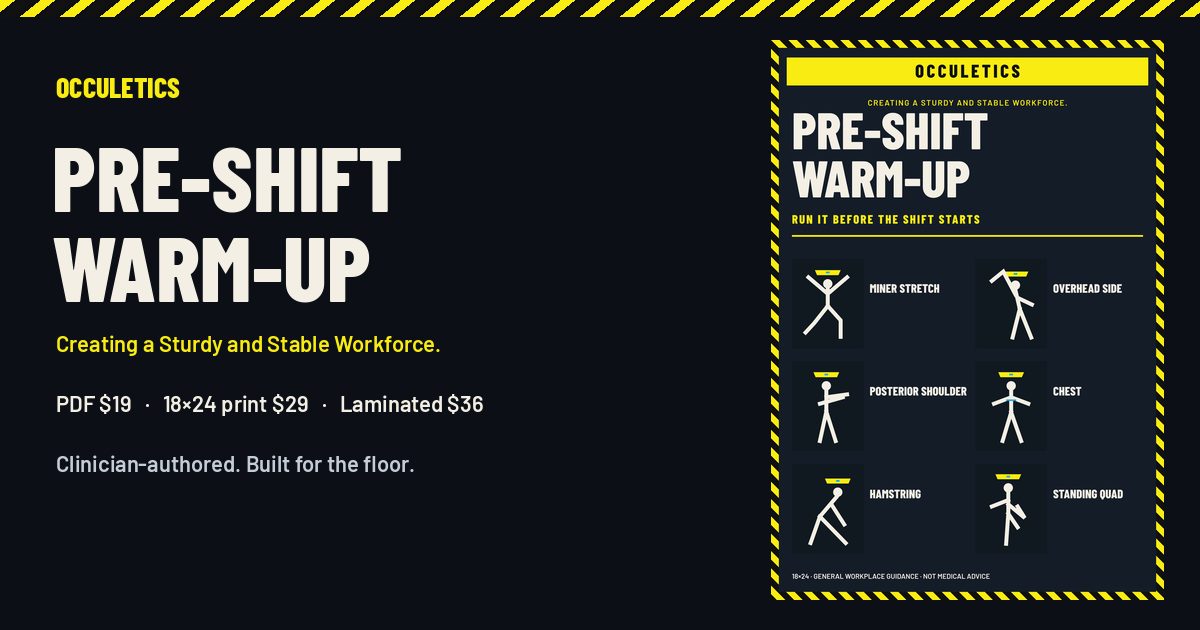 OCCULETICS
PRE-SHIFT
WARM-UP
Creating a Sturdy and Stable Workforce.
PDF $19 · 18×24 print $29 · Laminated $36
Clinician-authored. Built for the floor.
OCCULETICS
CREATING A STURDY AND STABLE WORKFORCE.
PRE-SHIFT
WARM-UP
RUN IT BEFORE THE SHIFT STARTS
MINER STRETCH
OVERHEAD SIDE
POSTERIOR SHOULDER
CHEST
HAMSTRING
STANDING QUAD
18×24 · GENERAL WORKPLACE GUIDANCE · NOT MEDICAL ADVICE